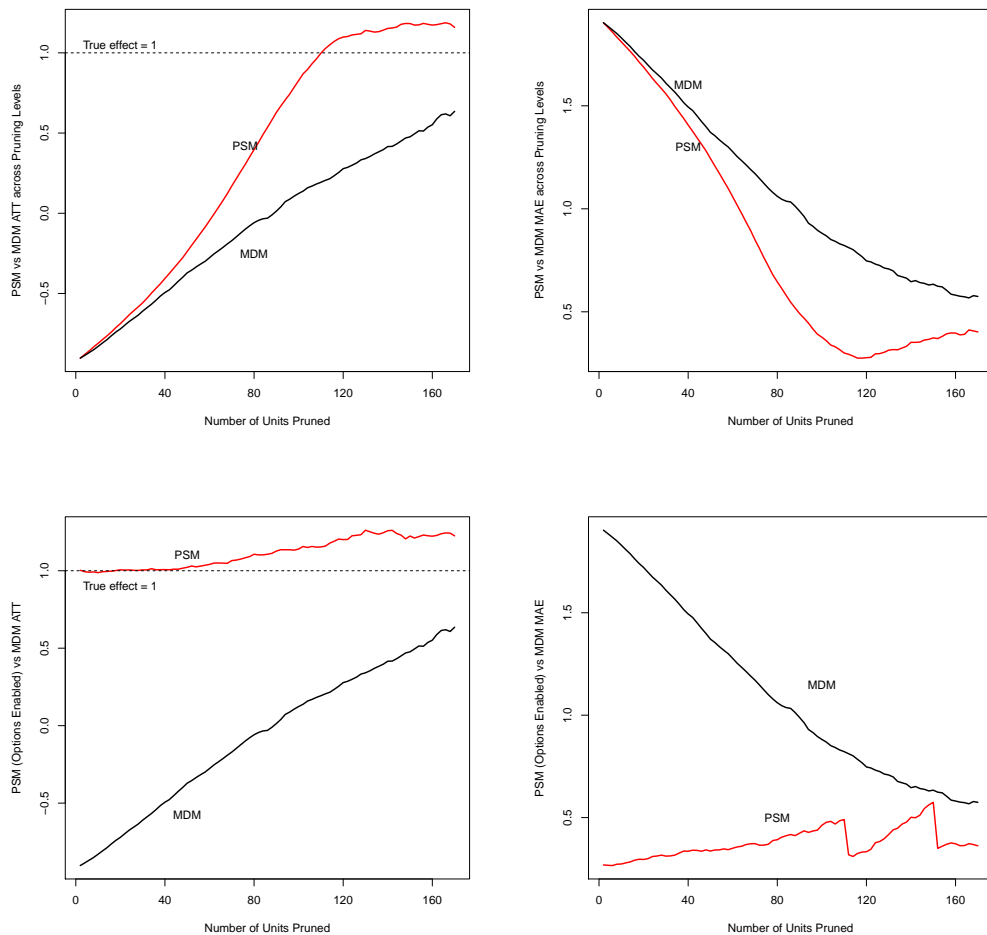 PSM vs MDM ATT across Pruning Levels
1.0
0.5
0.0
−0.5
True effect = 1
PSM
MDM
0 40 80 120 160
Number of Units Pruned
PSM vs MDM MAE across Pruning Levels
1.5
1.0
0.5
MDM
PSM
0 40 80 120 160
Number of Units Pruned
PSM (Options Enabled) vs MDM ATT
1.0
0.5
0.0
−0.5
PSM
True effect = 1
MDM
0 40 80 120 160
Number of Units Pruned
PSM (Options Enabled) vs MDM MAE
1.5
1.0
0.5
MDM
PSM
0 40 80 120 160
Number of Units Pruned